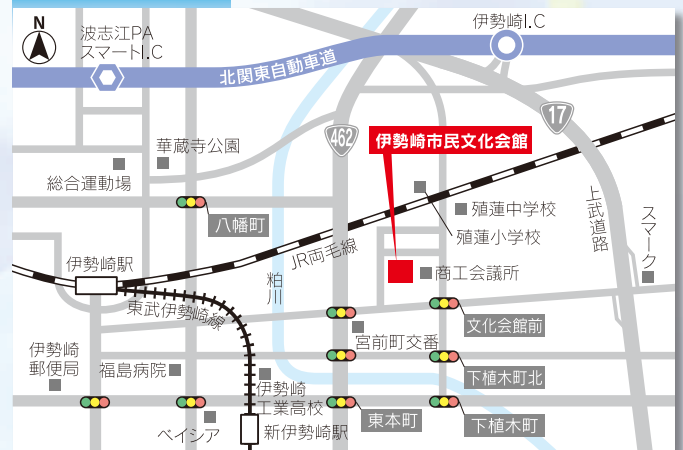 N
波志江PA
スマートI.C
伊勢崎I.C
北関東自動車道
17
462
伊勢崎市民文化会館
華蔵寺公園
総合運動場
八幡町
殖蓮中学校
殖蓮小学校
上武道路
スマーク
JR両毛線
伊勢崎駅
粕川
商工会議所
東武伊勢崎線
文化会館前
宮前町交番
伊勢崎
郵便局
福島病院
下植木町北
伊勢崎
工業高校
東本町
下植木町
ベイシア
新伊勢崎駅